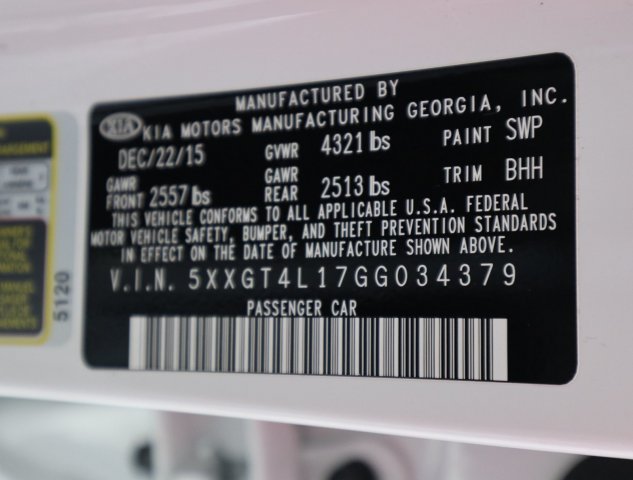 MANUFACTURED BY
KIA KIA MOTORS MANUFACTURING GEORGIA, INC.
DEC/22/15 GVWR 4321 lbs PAINT SWP
GAWR FRONT 2557 lbs GAWR REAR 2513 lbs TRIM BHH
THIS VEHICLE CONFORMS TO ALL APPLICABLE U.S.A. FEDERAL
MOTOR VEHICLE SAFETY, BUMPER, AND THEFT PREVENTION STANDARDS
IN EFFECT ON THE DATE OF MANUFACTURE SHOWN ABOVE.
V.I.N. 5XXGT4L17GG034379
PASSENGER CAR
5120